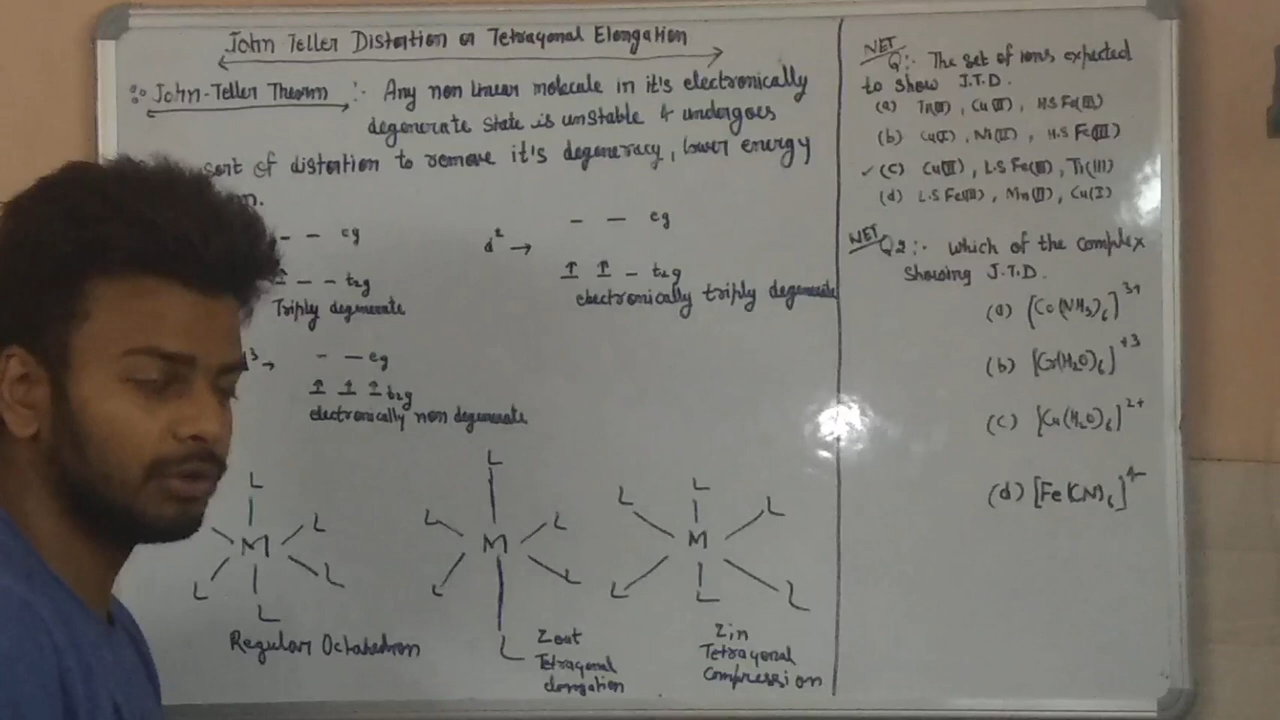 John Teller Distortion or Tetragonal Elongation
John-Teller Theorm :- Any non linear molecule in it's electronically
degenerate state is unstable & undergoes
sort of distortion to remove it's degeneracy, lower energy
eg
t2g
Triply degenerate
d² → eg
t2g
electronically triply degenerate
d³ → eg
t2g
electronically non degenerate
L
L
M
L
L
L
Regular Octahedron
L
L
L
M
L
L
L
Z out
Tetragonal
elongation
L
L
L
M
L
L
L
Z in
Tetragonal
compression
NET
Q:- The set of ions expected
to show J.T.D.
(a) Cu(II), H.S Fe(III)
(b) Cu(I), Ni(II), H.S Fe(III)
✓ (c) Cu(II), L.S Fe(III), Ti(III)
(d) L.S Fe(III), Mn(II), Cu(I)
NET
Q2:- which of the complex
showing J.T.D.
(a) [Co(NH3)6]3+
(b) [Cr(H2O)6]+3
(c) [Cu(H2O)6]2+
(d) [Fe(CN)6]4-